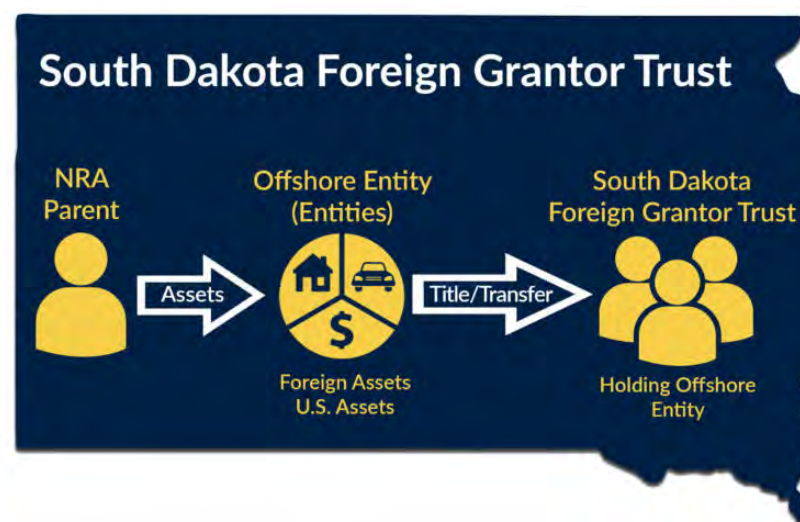 South Dakota Foreign Grantor Trust
NRA
Parent
Assets
Offshore Entity
(Entities)
$
Foreign Assets
U.S. Assets
Title/Transfer
South Dakota
Foreign Grantor Trust
Holding Offshore
Entity